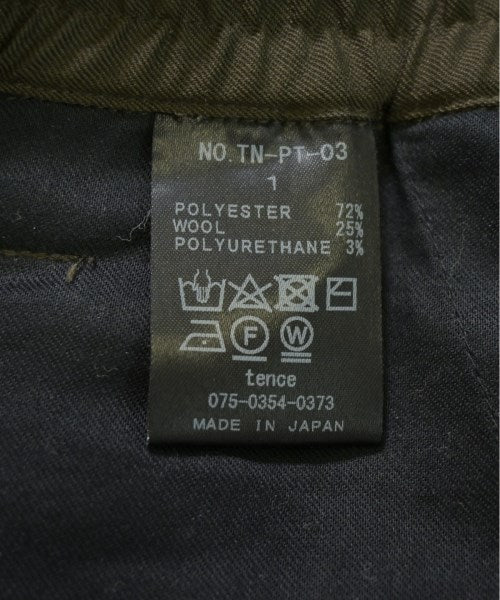 NO.TN-PT-03
1
POLYESTER 72%
WOOL 25%
POLYURETHANE 3%
F W
tence
075-0354-0373
MADE IN JAPAN